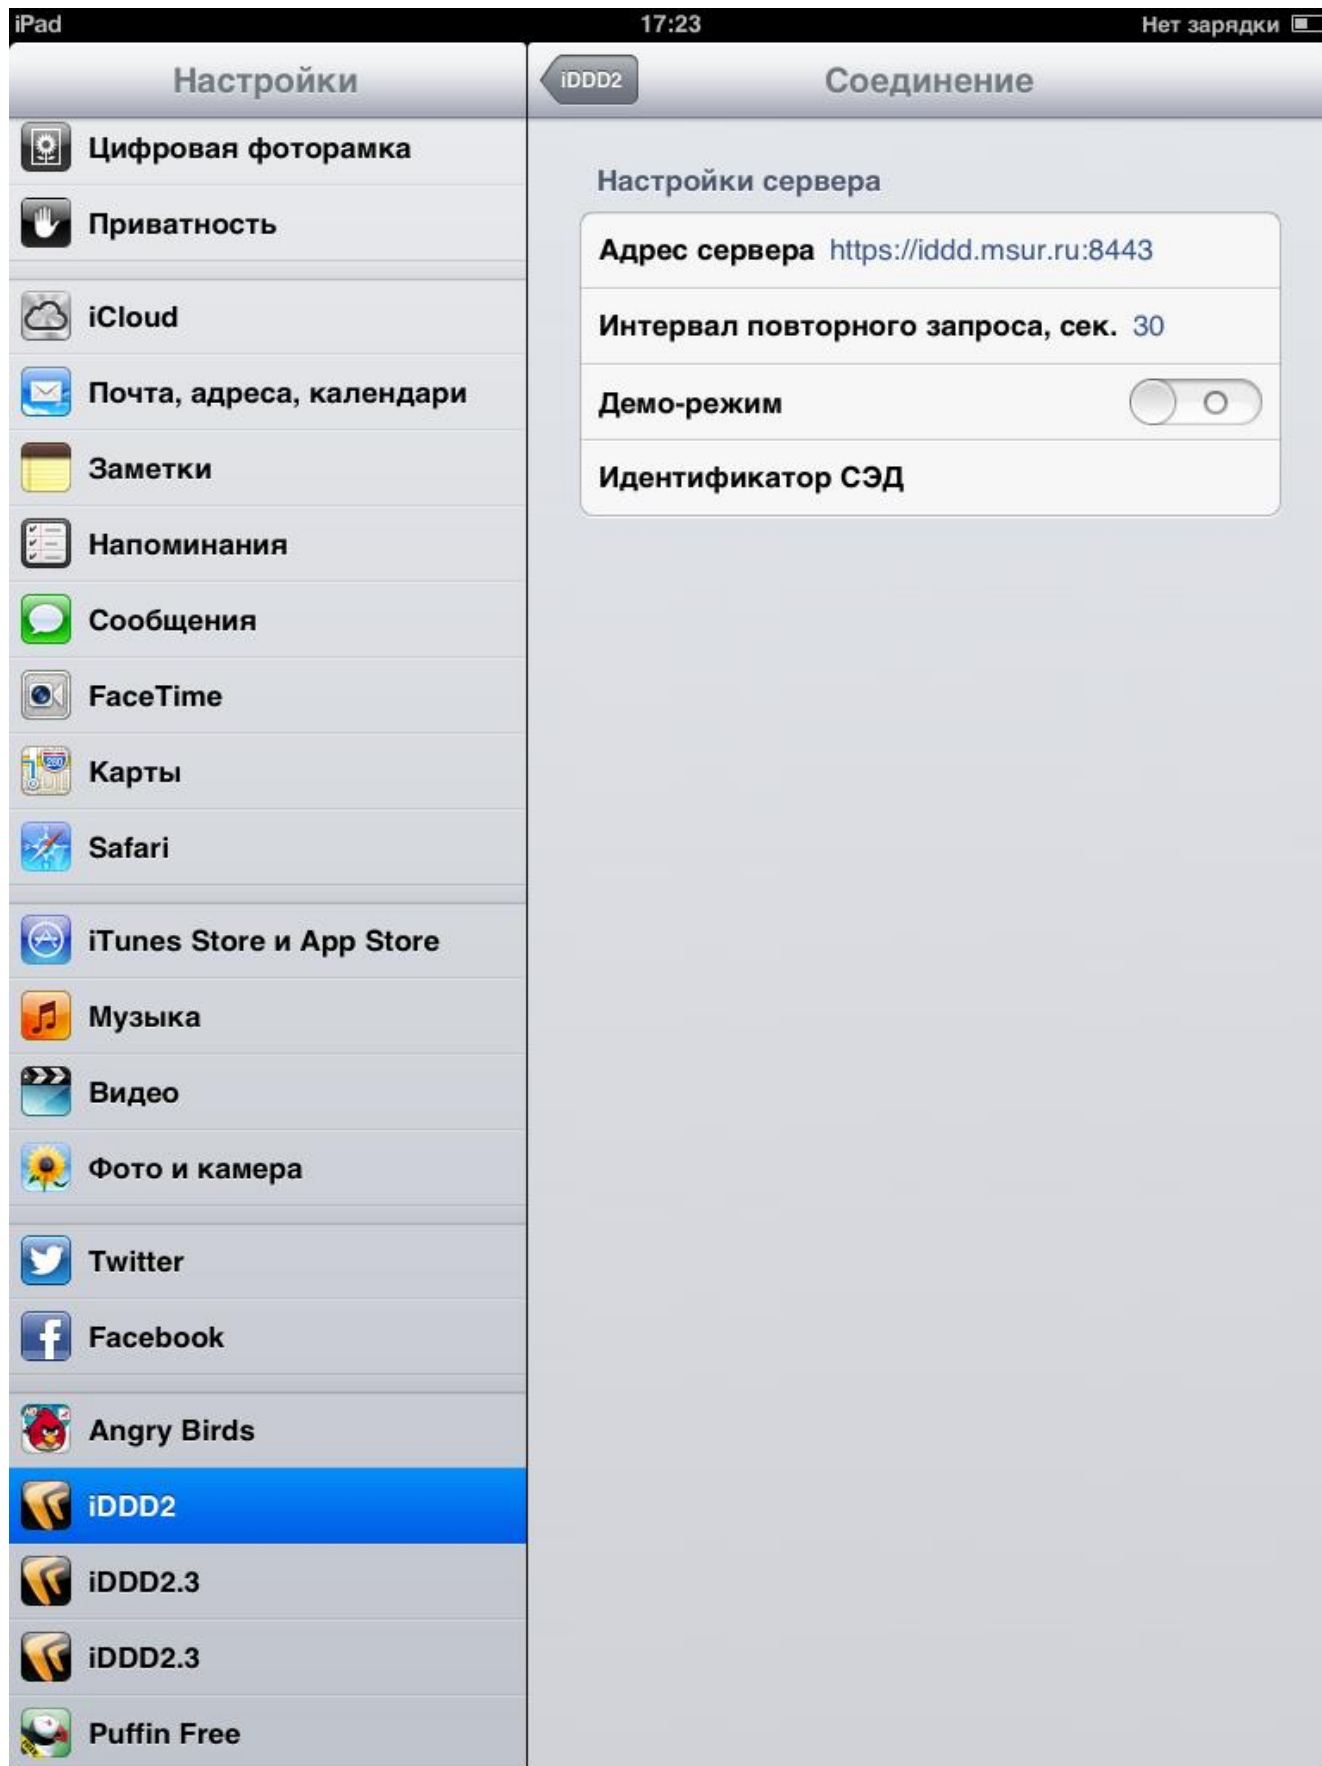 iPad 17:23 Нет зарядки
Настройки
Цифровая фоторамка
Приватность
iCloud
Почта, адреса, календари
Заметки
Напоминания
Сообщения
FaceTime
Карты
Safari
iTunes Store и App Store
Музыка
Видео
Фото и камера
Twitter
Facebook
Angry Birds
iDDD2
iDDD2.3
iDDD2.3
Puffin Free
iDDD2 Соединение
Настройки сервера
Адрес сервера https://iddd.msur.ru:8443
Интервал повторного запроса, сек. 30
Демо-режим
Идентификатор СЭД